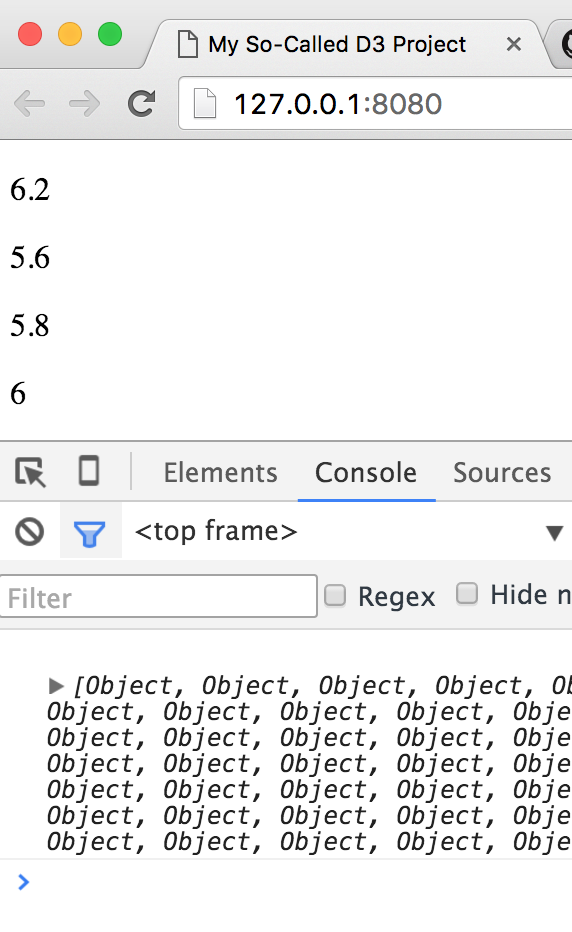 My So-Called D3 Project
127.0.0.1:8080
6.2
5.6
5.8
6
Elements Console Sources
<top frame>
Filter Regex Hide n
[Object, Object, Object, Object, Ob
Object, Object, Object, Object, Obje
Object, Object, Object, Object, Obje
Object, Object, Object, Object, Obje
Object, Object, Object, Object, Obje
Object, Object, Object, Object, Obje
Object, Object, Object, Object, Obje